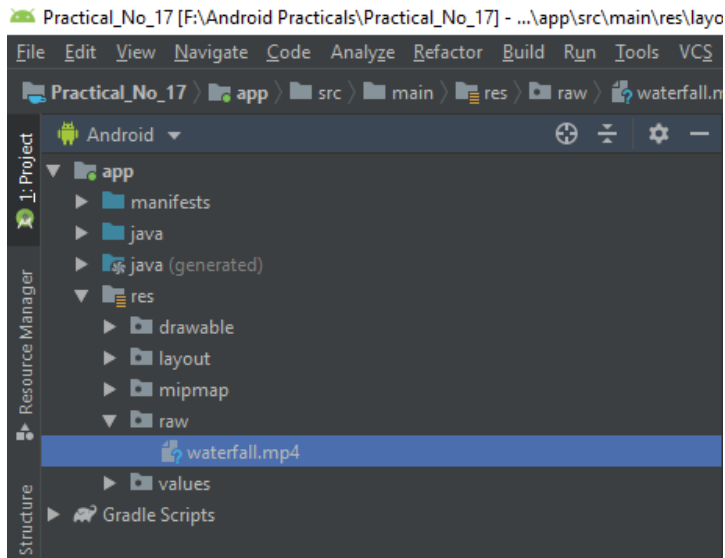 Practical_No_17 [F:\Android Practicals\Practical_No_17] - ...\app\src\main\res\layo
File Edit View Navigate Code Analyze Refactor Build Run Tools VCS
Practical_No_17 app src main res raw waterfall.m
1: Project
Android
app
manifests
java
java (generated)
res
Resource Manager
drawable
layout
mipmap
raw
waterfall.mp4
values
Structure
Gradle Scripts